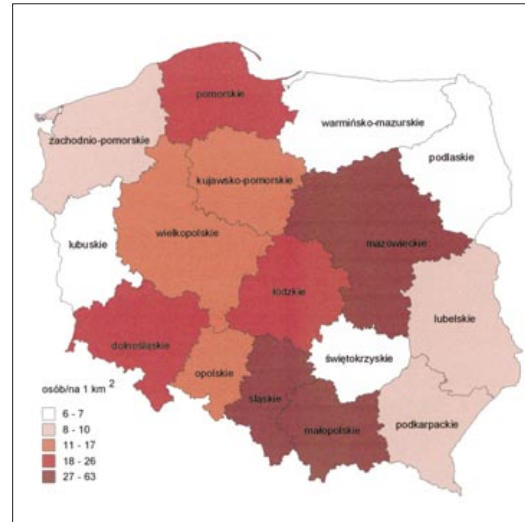 pomorskie
warmińsko-mazurskie
zachodnio-pomorskie
podlaskie
kujawsko-pomorskie
wielkopolskie
mazowieckie
lubuskie
łódzkie
lubelskie
dolnośląskie
świętokrzyskie
opolskie
śląskie
małopolskie
podkarpackie
osób/na 1 km 2
6 - 7
8 - 10
11 - 17
18 - 26
27 - 63